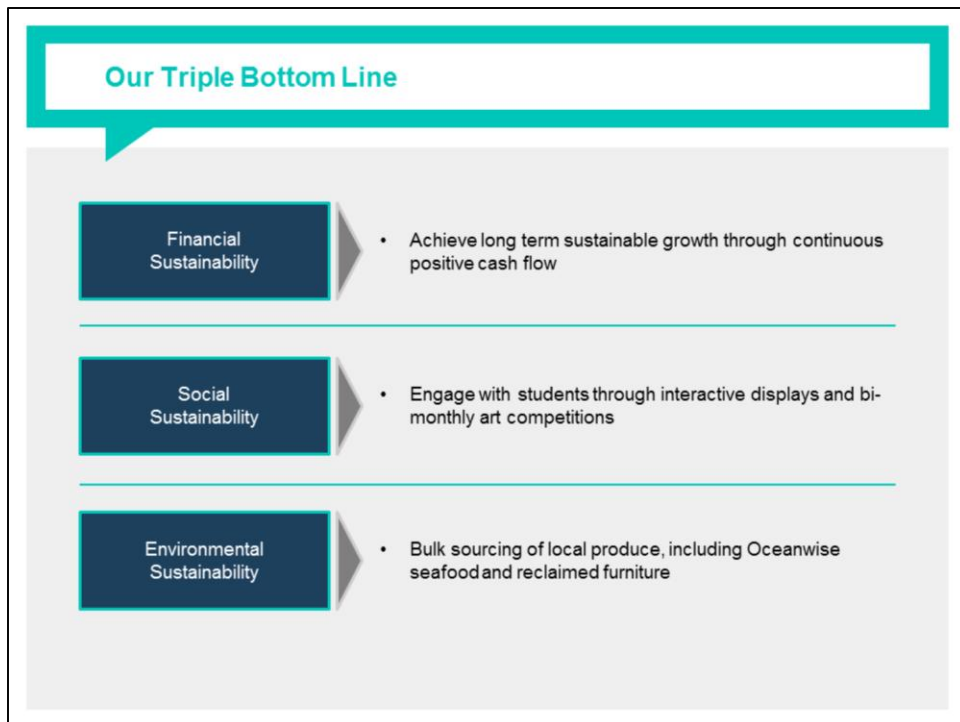 Our Triple Bottom Line
Financial
Sustainability
• Achieve long term sustainable growth through continuous
positive cash flow
Social
Sustainability
• Engage with students through interactive displays and bi-
monthly art competitions
Environmental
Sustainability
• Bulk sourcing of local produce, including Oceanwise
seafood and reclaimed furniture